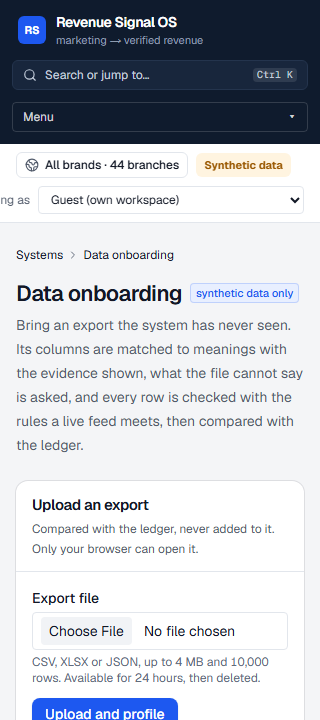 RS
Revenue Signal OS
marketing → verified revenue
Search or jump to...
Ctrl K
Menu
All brands · 44 branches
Synthetic data
ng as
Guest (own workspace)
Systems > Data onboarding
Data onboarding
synthetic data only
Bring an export the system has never seen.
Its columns are matched to meanings with
the evidence shown, what the file cannot say
is asked, and every row is checked with the
rules a live feed meets, then compared with
the ledger.
Upload an export
Compared with the ledger, never added to it.
Only your browser can open it.
Export file
Choose File No file chosen
CSV, XLSX or JSON, up to 4 MB and 10,000
rows. Available for 24 hours, then deleted.
Upload and profile